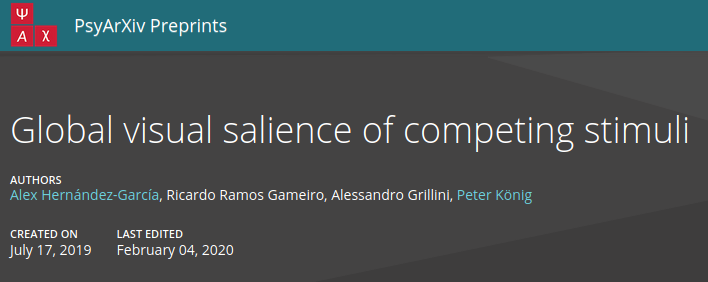 Ψ
Α Χ
PsyArXiv Preprints
Global visual salience of competing stimuli
AUTHORS
Alex Hernández-García, Ricardo Ramos Gameiro, Alessandro Grillini, Peter König
CREATED ON LAST EDITED
July 17, 2019 February 04, 2020